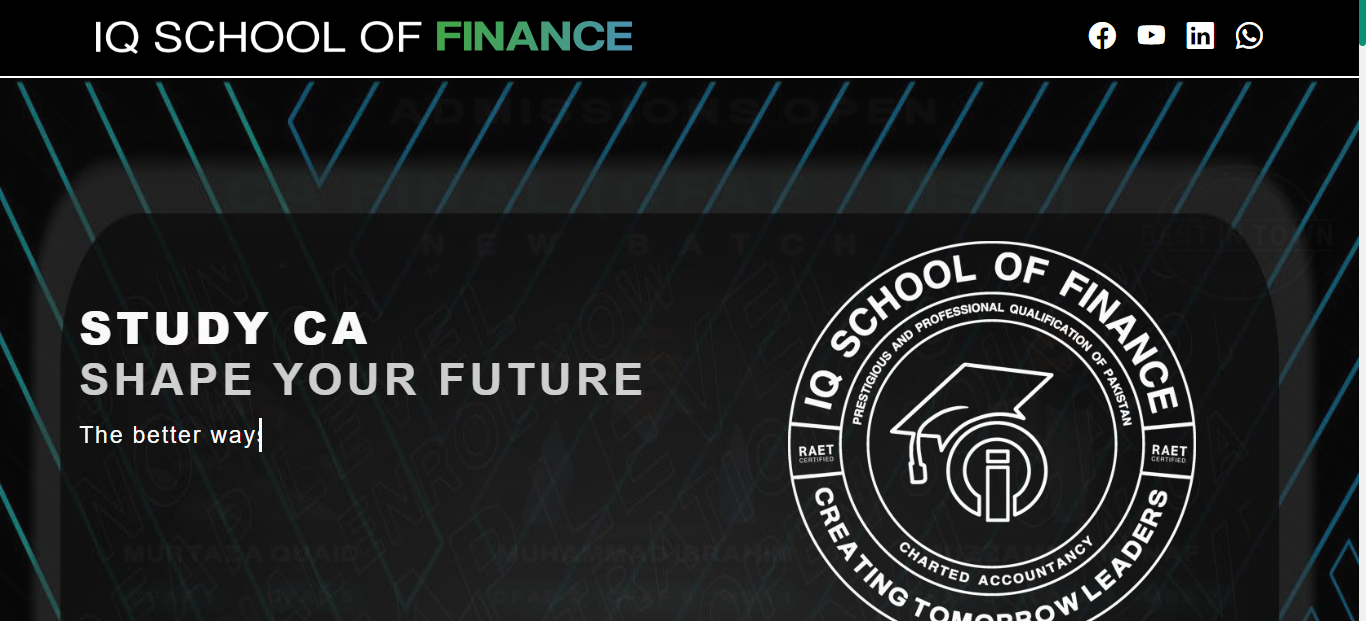 IQ SCHOOL OF FINANCE
ADMISSIONS OPEN
NEW BATCH
BEST IN TOWN
STUDY CA
SHAPE YOUR FUTURE
The better ways
IQ SCHOOL OF FINANCE
PRESTIGIOUS AND PROFESSIONAL QUALIFICATION OF PAKISTAN
RAET
CERTIFIED
RAET
CERTIFIED
CHARTED ACCOUNTANCY
CREATING TOMORROW LEADERS
MURTAZA QUAID
MUHAMMAD IBRAHIM